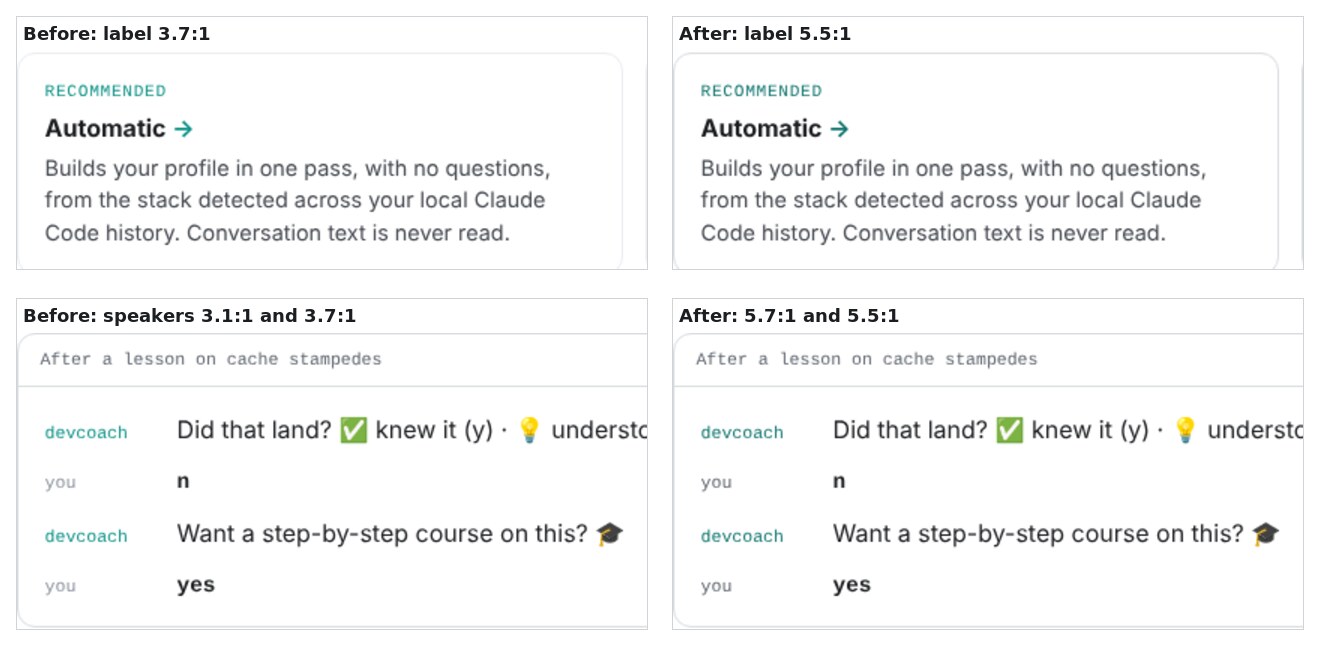 Before: label 3.7:1
RECOMMENDED
Automatic →
Builds your profile in one pass, with no questions,
from the stack detected across your local Claude
Code history. Conversation text is never read.
After: label 5.5:1
RECOMMENDED
Automatic →
Builds your profile in one pass, with no questions,
from the stack detected across your local Claude
Code history. Conversation text is never read.
Before: speakers 3.1:1 and 3.7:1
After a lesson on cache stampedes
devcoach Did that land? ✅ knew it (y) · 💡 understo
you n
devcoach Want a step-by-step course on this? 🎓
you yes
After: 5.7:1 and 5.5:1
After a lesson on cache stampedes
devcoach Did that land? ✅ knew it (y) · 💡 understo
you n
devcoach Want a step-by-step course on this? 🎓
you yes